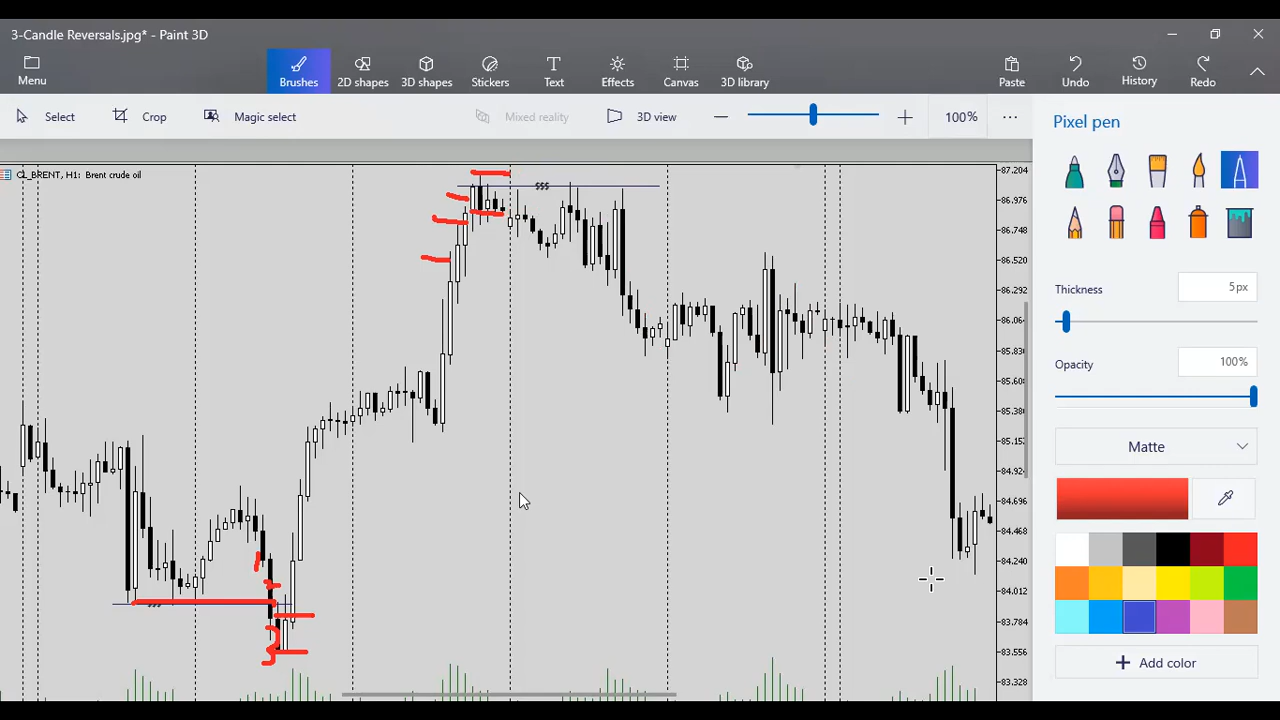 3-Candle Reversals.jpg* - Paint 3D
Menu
Brushes
2D shapes
3D shapes
Stickers
Text
Effects
Canvas
3D library
Paste
Undo
History
Redo
Select
Crop
Magic select
Mixed reality
3D view
100%
Pixel pen
CL_BRENT, H1: Brent crude oil
$$$
$$$
87.204
86.976
86.748
86.520
86.292
86.064
85.836
85.608
85.380
85.152
84.924
84.696
84.468
84.240
84.012
83.784
83.556
83.328
Thickness
5px
Opacity
100%
Matte
Add color